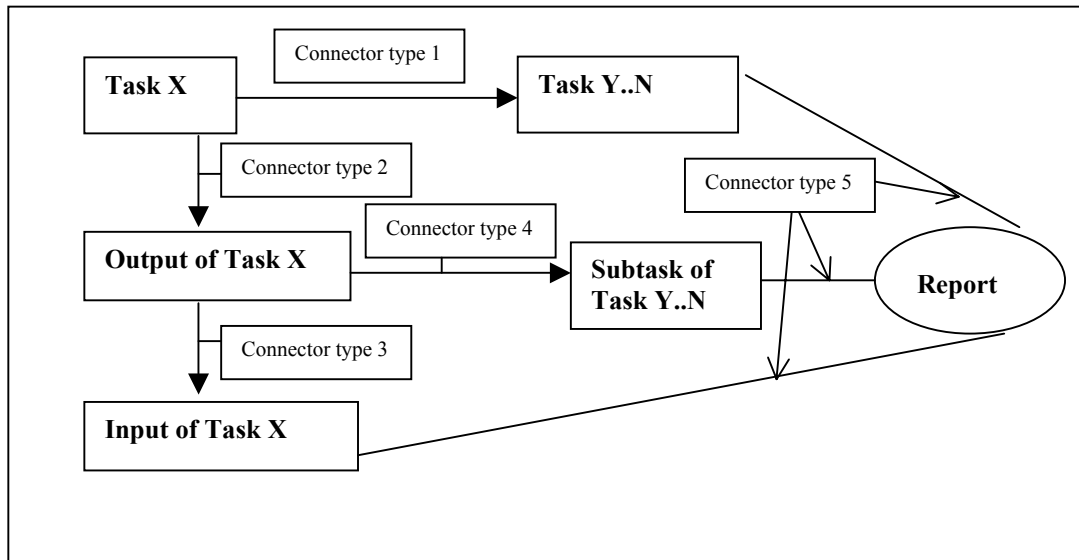 Connector type 1
Task X
Task Y..N
Connector type 2
Connector type 5
Connector type 4
Output of Task X
Subtask of
Task Y..N
Report
Connector type 3
Input of Task X